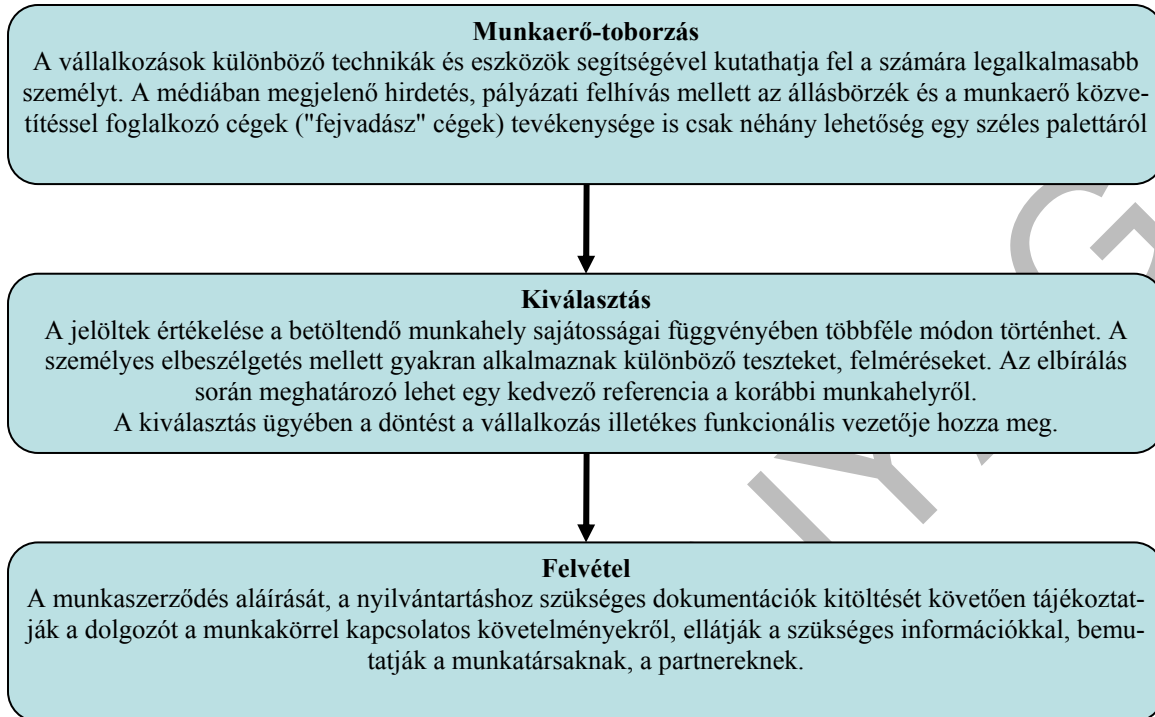 Munkaerő-toborzás
A vállalkozások különböző technikák és eszközök segítségével kutathatja fel a számára legalkalmasabb
személyt. A médiában megjelenő hirdetés, pályázati felhívás mellett az állásbörzék és a munkaerő közve-
títéssel foglalkozó cégek ("fejvadász" cégek) tevékenysége is csak néhány lehetőség egy széles palettáról
Kiválasztás
A jelöltek értékelése a betöltendő munkahely sajátosságai függvényében többféle módon történhet. A
személyes elbeszélgetés mellett gyakran alkalmaznak különböző teszteket, felméréseket. Az elbírálás
során meghatározó lehet egy kedvező referencia a korábbi munkahelyről.
A kiválasztás ügyében a döntést a vállalkozás illetékes funkcionális vezetője hozza meg.
Felvétel
A munkaszerződés aláírását, a nyilvántartáshoz szükséges dokumentációk kitöltését követően tájékoztat-
ják a dolgozót a munkakörrel kapcsolatos követelményekről, ellátják a szükséges információkkal, bemu-
tatják a munkatársaknak, a partnereknek.